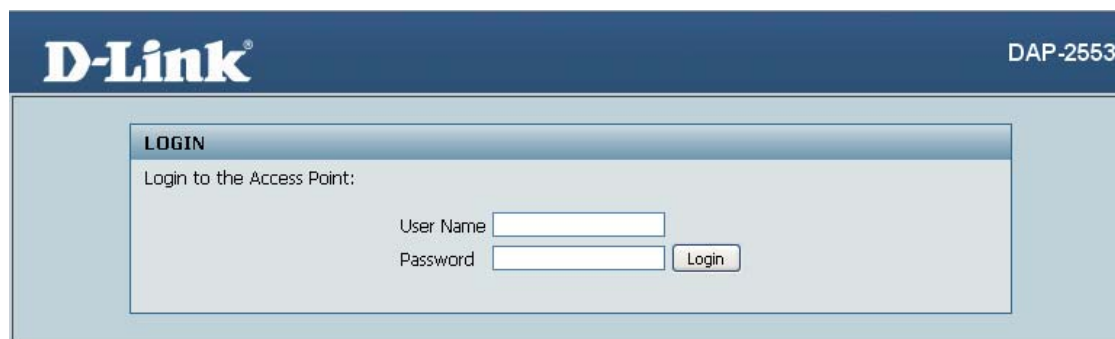 D-Link®
DAP-2553
LOGIN
Login to the Access Point:
User Name
Password
Login